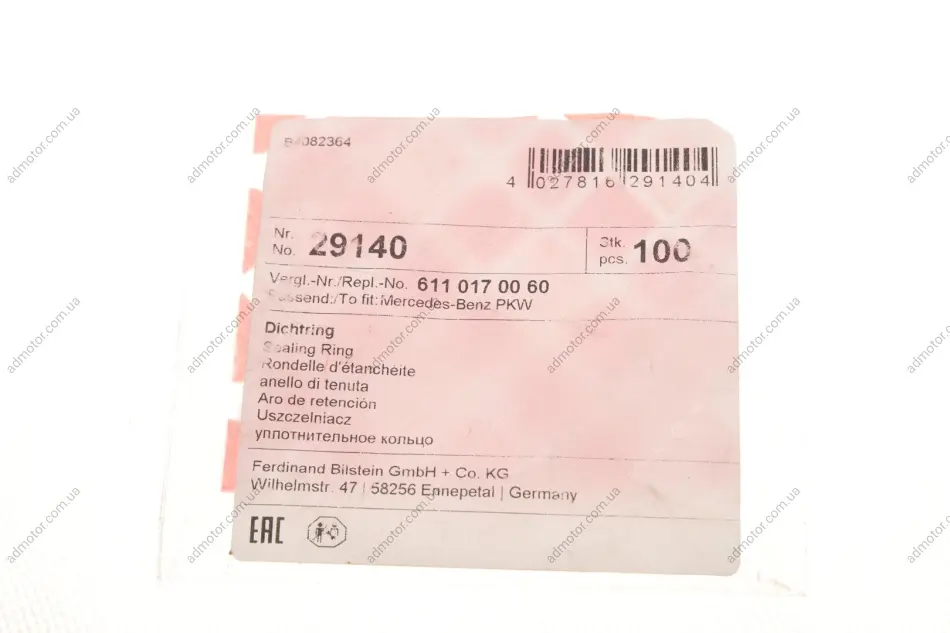 B4082364
4 027816 291404
Nr.
No. 29140
Stk.
pcs. 100
Vergl.-Nr./Repl.-No. 611 017 00 60
Passend:/To fit: Mercedes-Benz PKW
Dichtring
Sealing Ring
Rondelle d'étancheite
anello di tenuta
Aro de retención
Uszczelniacz
уплотнительное кольцо
Ferdinand Bilstein GmbH + Co. KG
Wilhelmstr. 47 | 58256 Ennepetal | Germany
EAC
admotor.com.ua